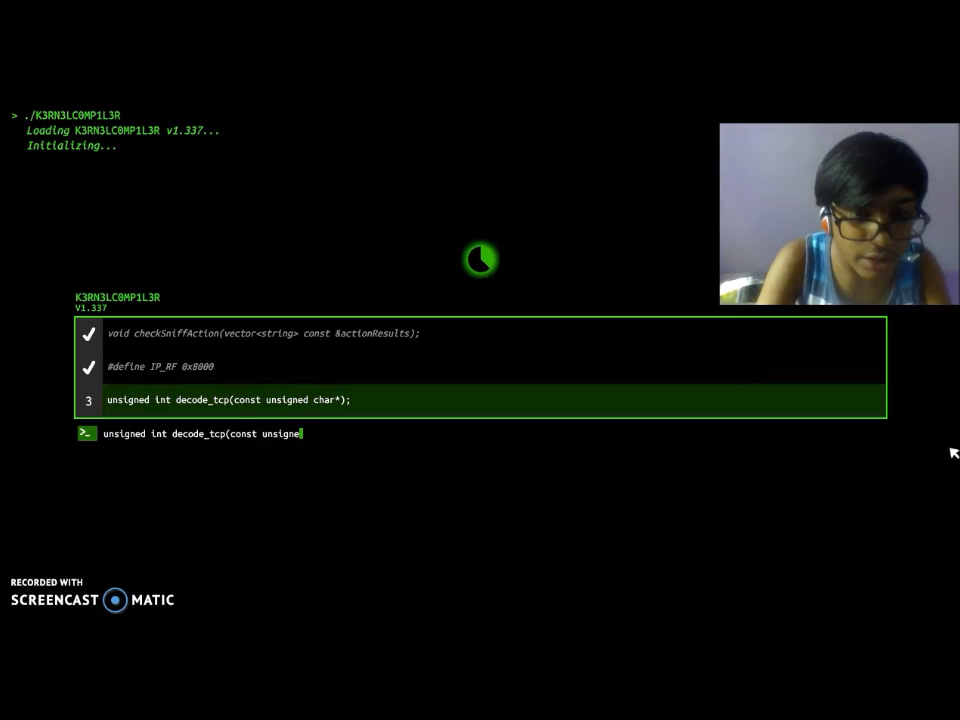 > ./K3RN3LC0MP1L3R
Loading K3RN3LC0MP1L3R v1.337...
Initializing...
K3RN3LC0MP1L3R
V1.337
void checkSniffAction(vector<string> const &actionResults);
#define IP_RF 0x8000
3 unsigned int decode_tcp(const unsigned char*);
>_ unsigned int decode_tcp(const unsigne
RECORDED WITH
SCREENCAST MATIC